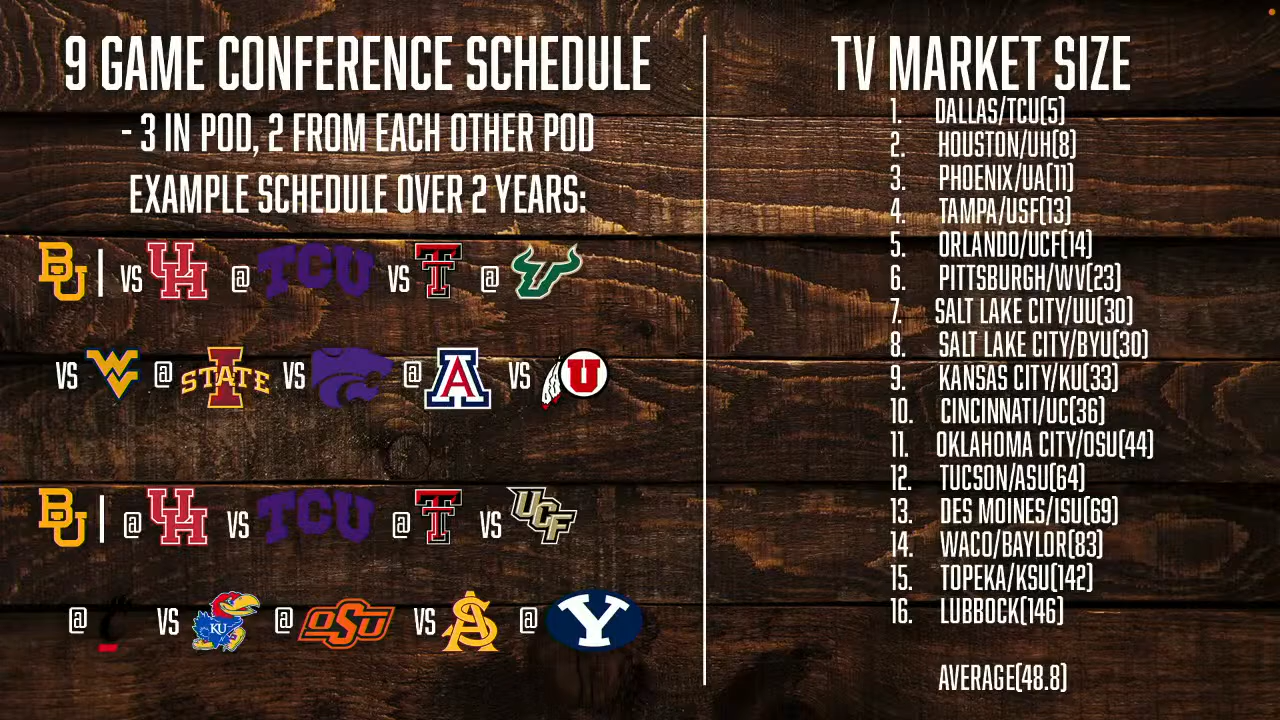 9 GAME CONFERENCE SCHEDULE
- 3 IN POD, 2 FROM EACH OTHER POD
EXAMPLE SCHEDULE OVER 2 YEARS:
BU | VS UH @ TCU VS TT @ U
VS WV @ I STATE VS @ A VS U
BU | @ UH VS TCU @ TT VS UCF
@ C VS KU @ OSU VS AS @ Y
TV MARKET SIZE
1. DALLAS/TCU(5)
2. HOUSTON/UH(8)
3. PHOENIX/UA(11)
4. TAMPA/USF(13)
5. ORLANDO/UCF(14)
6. PITTSBURGH/WV(23)
7. SALT LAKE CITY/UU(30)
8. SALT LAKE CITY/BYU(30)
9. KANSAS CITY/KU(33)
10. CINCINNATI/UC(36)
11. OKLAHOMA CITY/OSU(44)
12. TUCSON/ASU(64)
13. DES MOINES/ISU(69)
14. WACO/BAYLOR(83)
15. TOPEKA/KSU(142)
16. LUBBOCK(146)
AVERAGE(48.8)